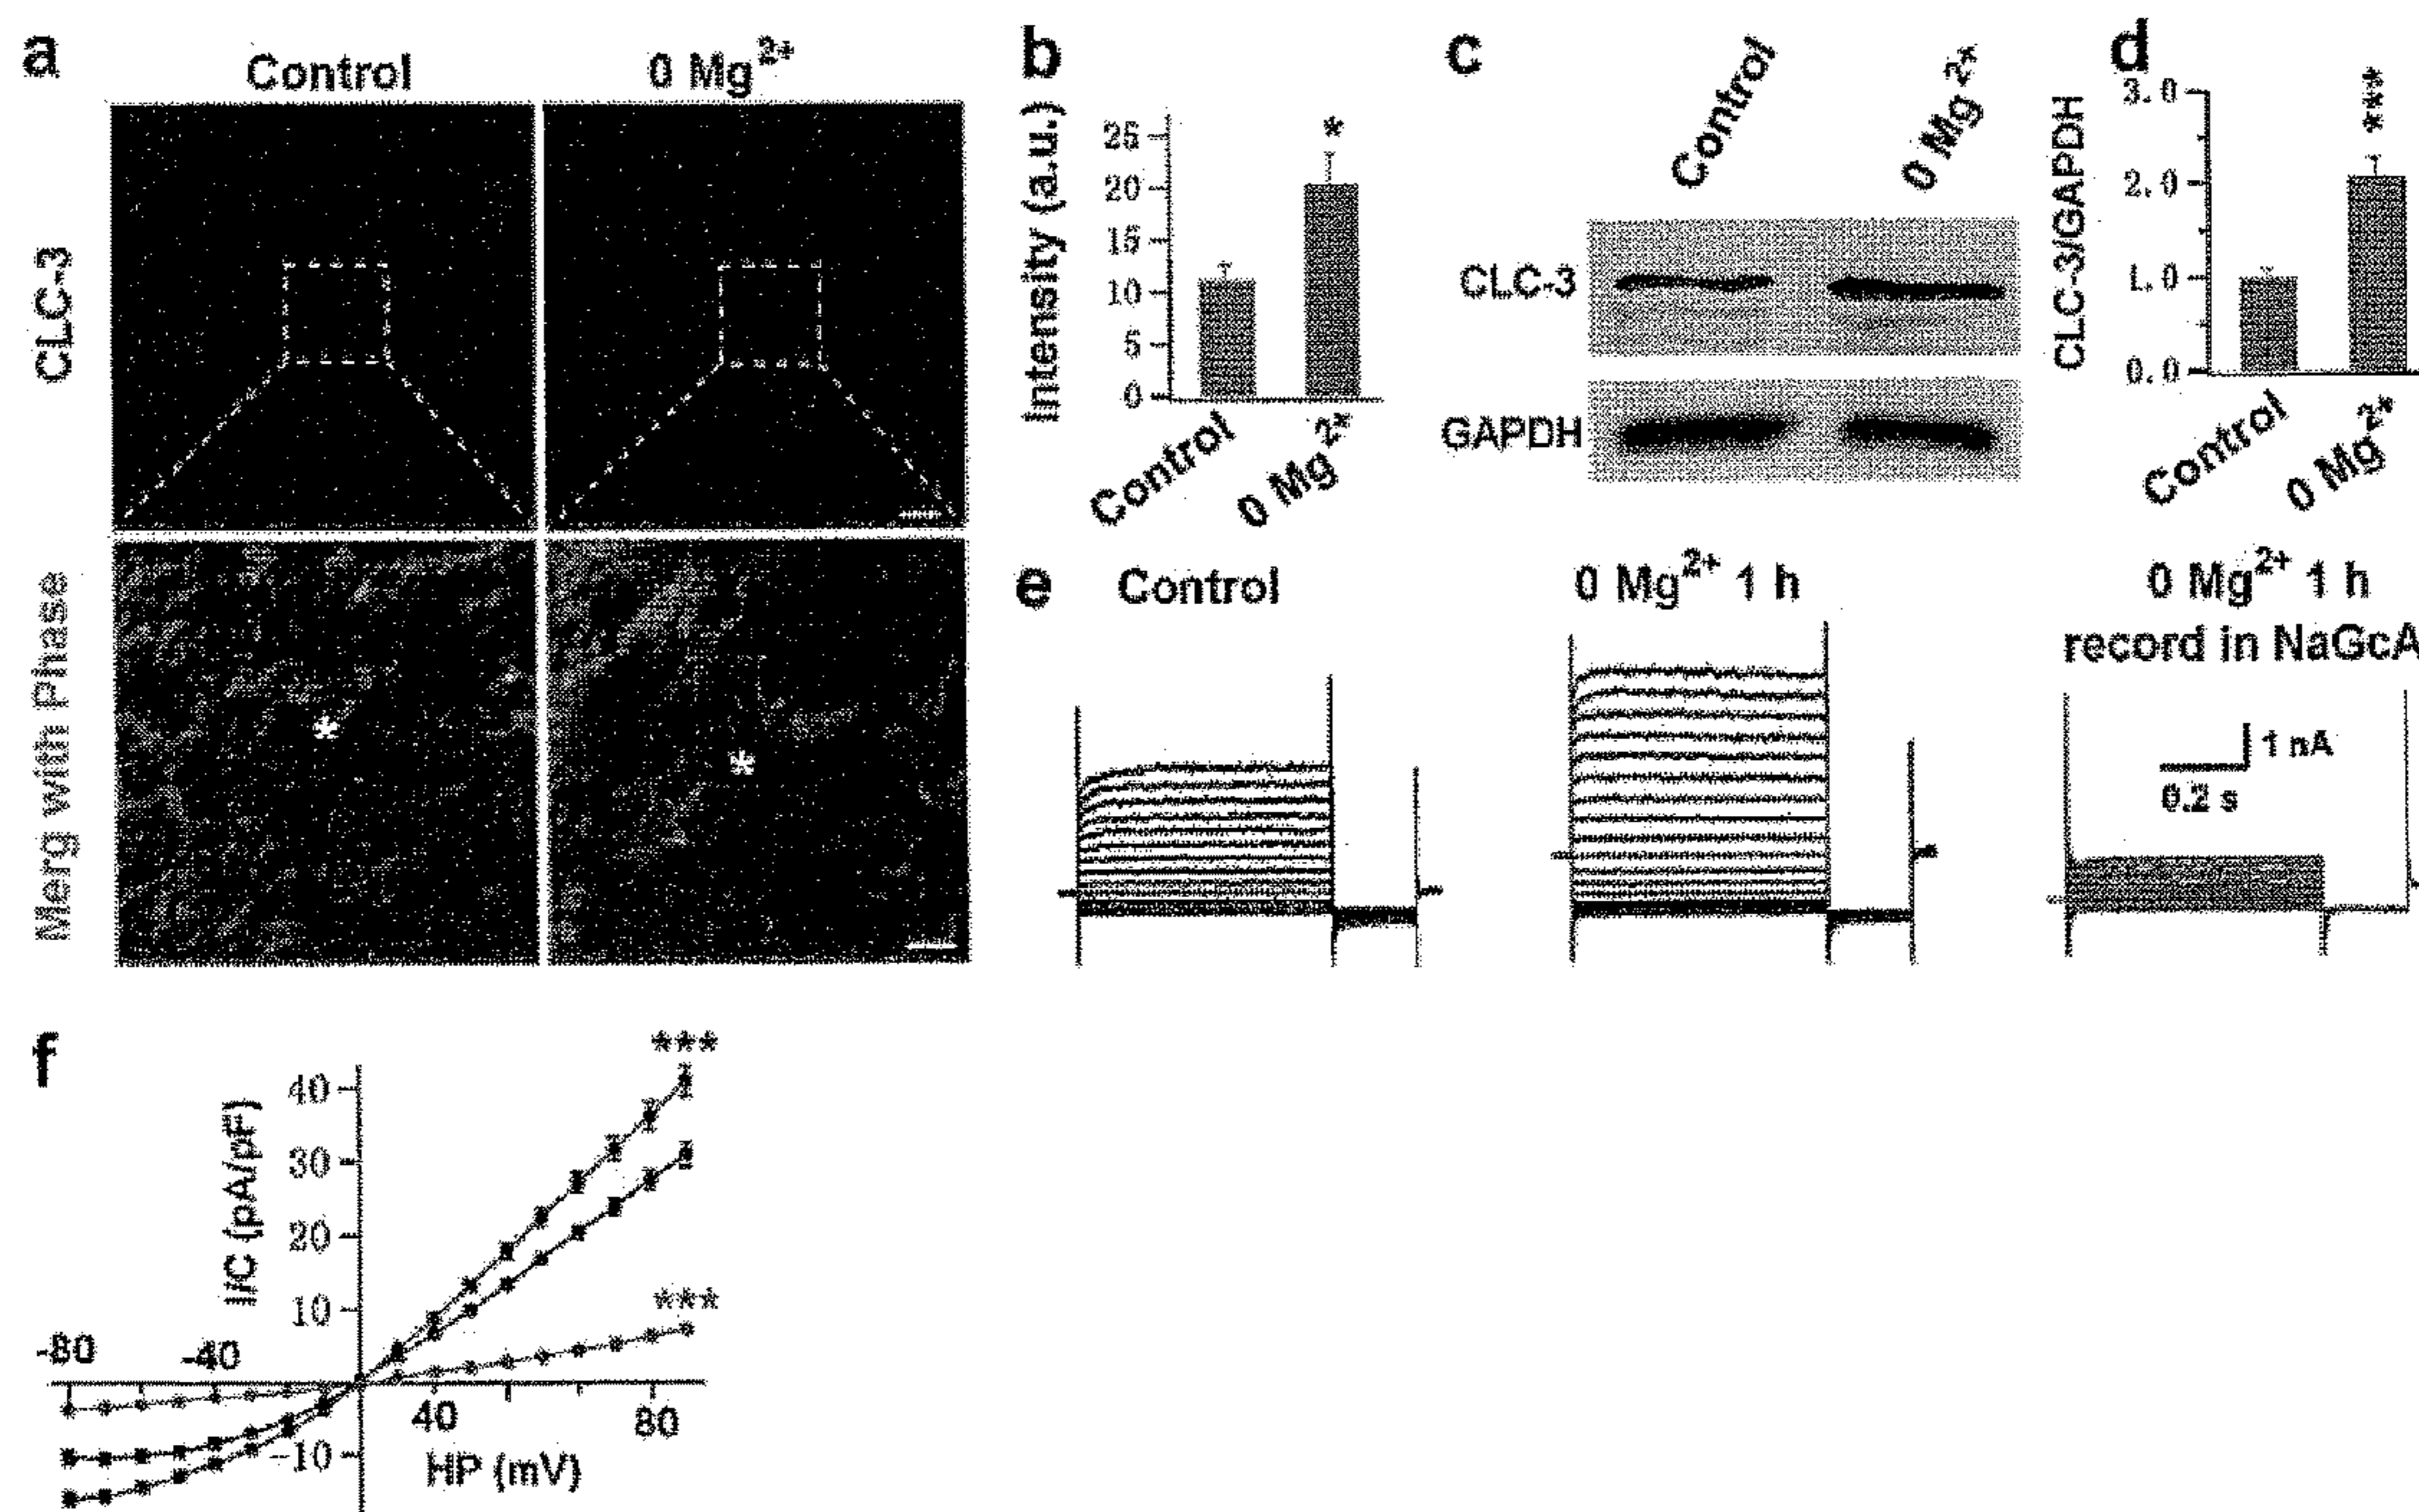 a
Control
0 Mg²⁺
CLC-3
Merg with Phase
*
*
b
Intensity (a.u.)
25
20
15
10
5
0
*
Control
0 Mg²⁺
c
Control
0 Mg²⁺
CLC-3
GAPDH
d
CLC-3/GAPDH
3.0
2.0
1.0
0.0
***
Control
0 Mg²⁺
e
Control
0 Mg²⁺ 1 h
0 Mg²⁺ 1 h
record in NaGcA
1 nA
0.2 s
f
I/C (pA/pF)
40
30
20
10
-10
-80
-40
40
80
HP (mV)
***
***